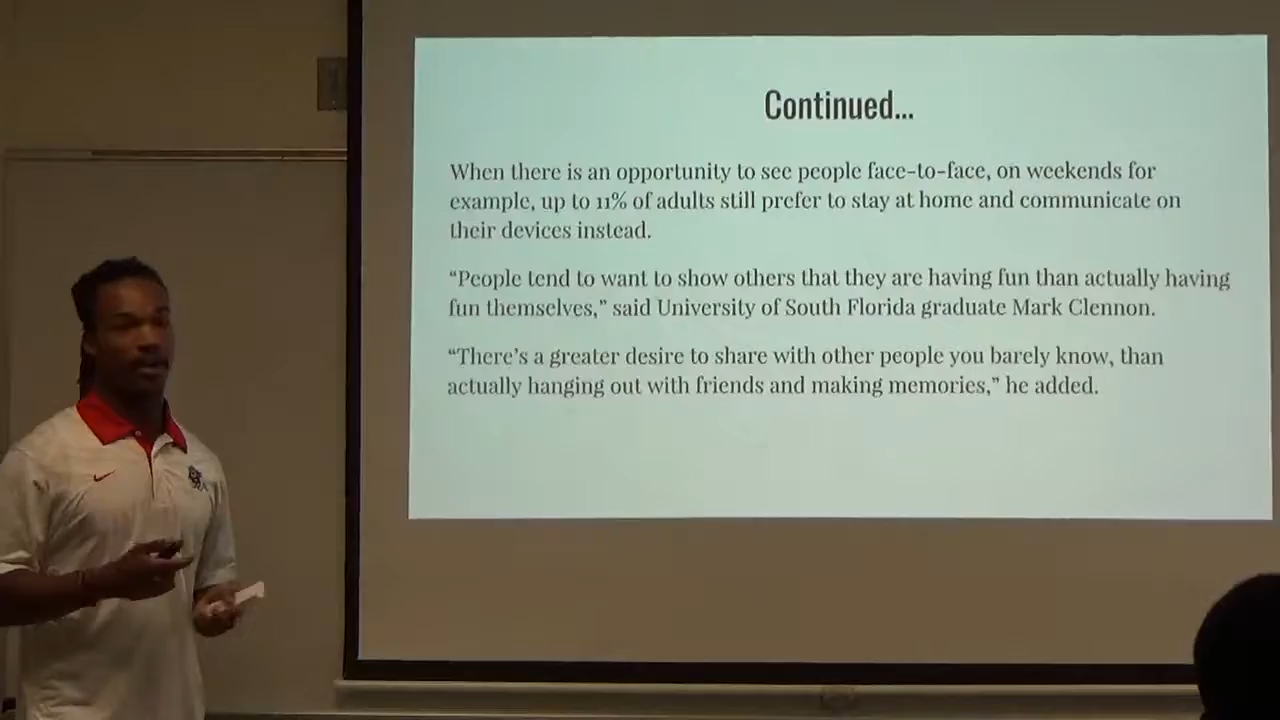 Continued...
When there is an opportunity to see people face-to-face, on weekends for
example, up to 11% of adults still prefer to stay at home and communicate on
their devices instead.
“People tend to want to show others that they are having fun than actually having
fun themselves,” said University of South Florida graduate Mark Clennon.
“There’s a greater desire to share with other people you barely know, than
actually hanging out with friends and making memories,” he added.